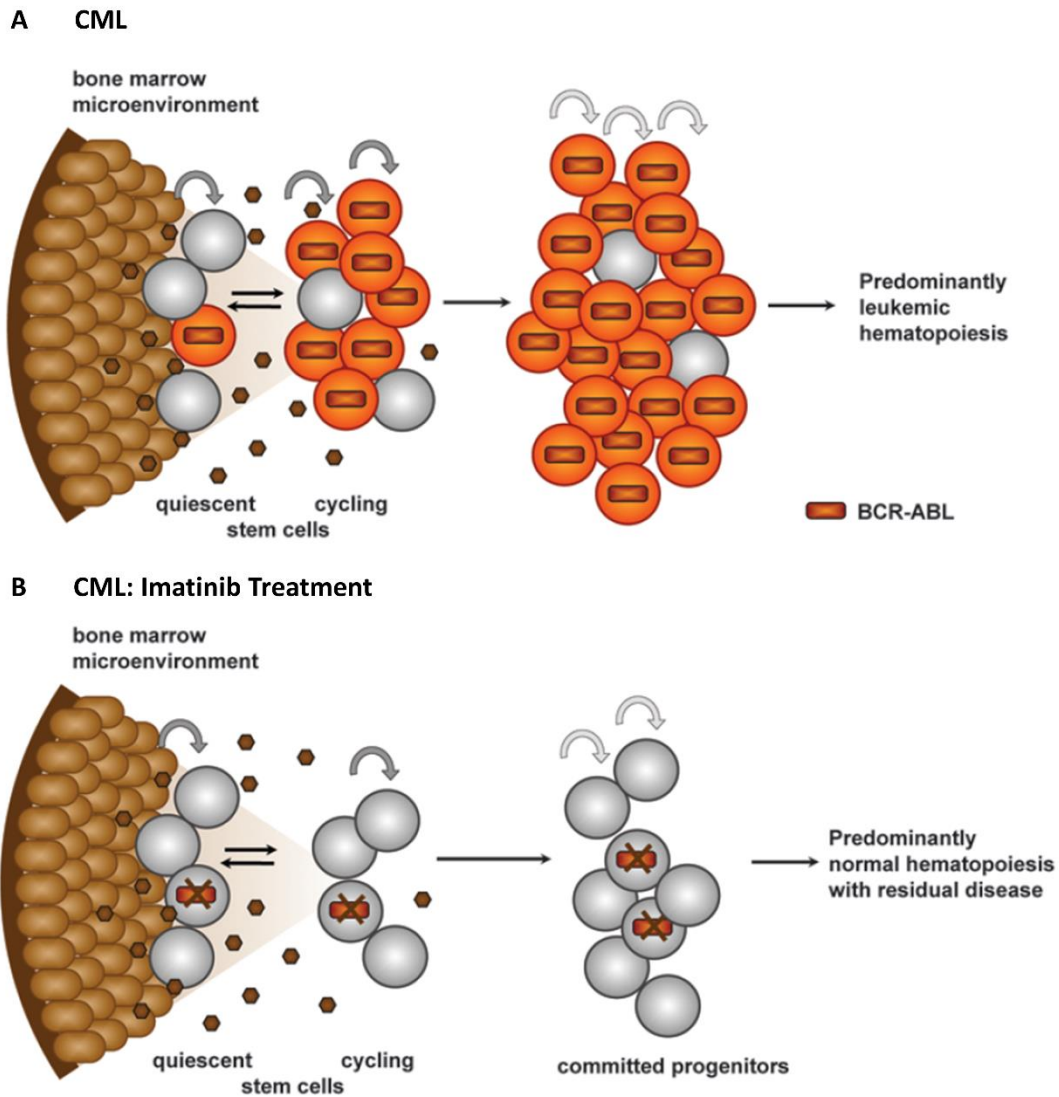 A CML
bone marrow
microenvironment
Predominantly
leukemic
hematopoiesis
quiescent cycling
stem cells
BCR-ABL
B CML: Imatinib Treatment
bone marrow
microenvironment
Predominantly
normal hematopoiesis
with residual disease
quiescent cycling
stem cells
committed progenitors